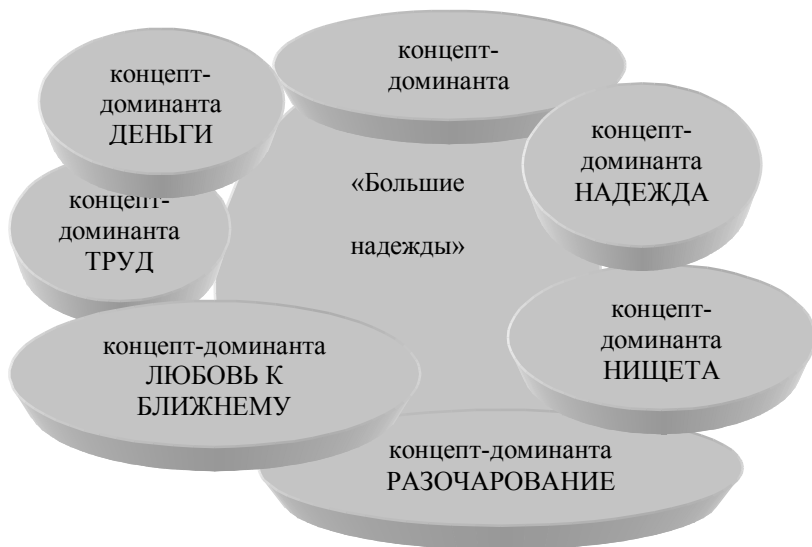 концепт-
доминанта
ДЕНЬГИ
концепт-
доминанта
концепт-
доминанта
НАДЕЖДА
«Большие
надежды»
концепт-
доминанта
ТРУД
концепт-
доминанта
НИЩЕТА
концепт-доминанта
ЛЮБОВЬ К
БЛИЖНЕМУ
концепт-доминанта
РАЗОЧАРОВАНИЕ